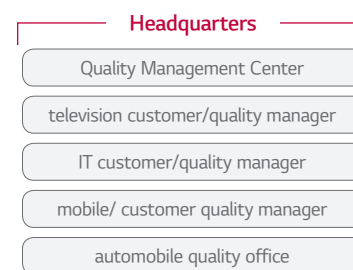 Headquarters
Quality Management Center
television customer/quality manager
IT customer/quality manager
mobile/ customer quality manager
automobile quality office